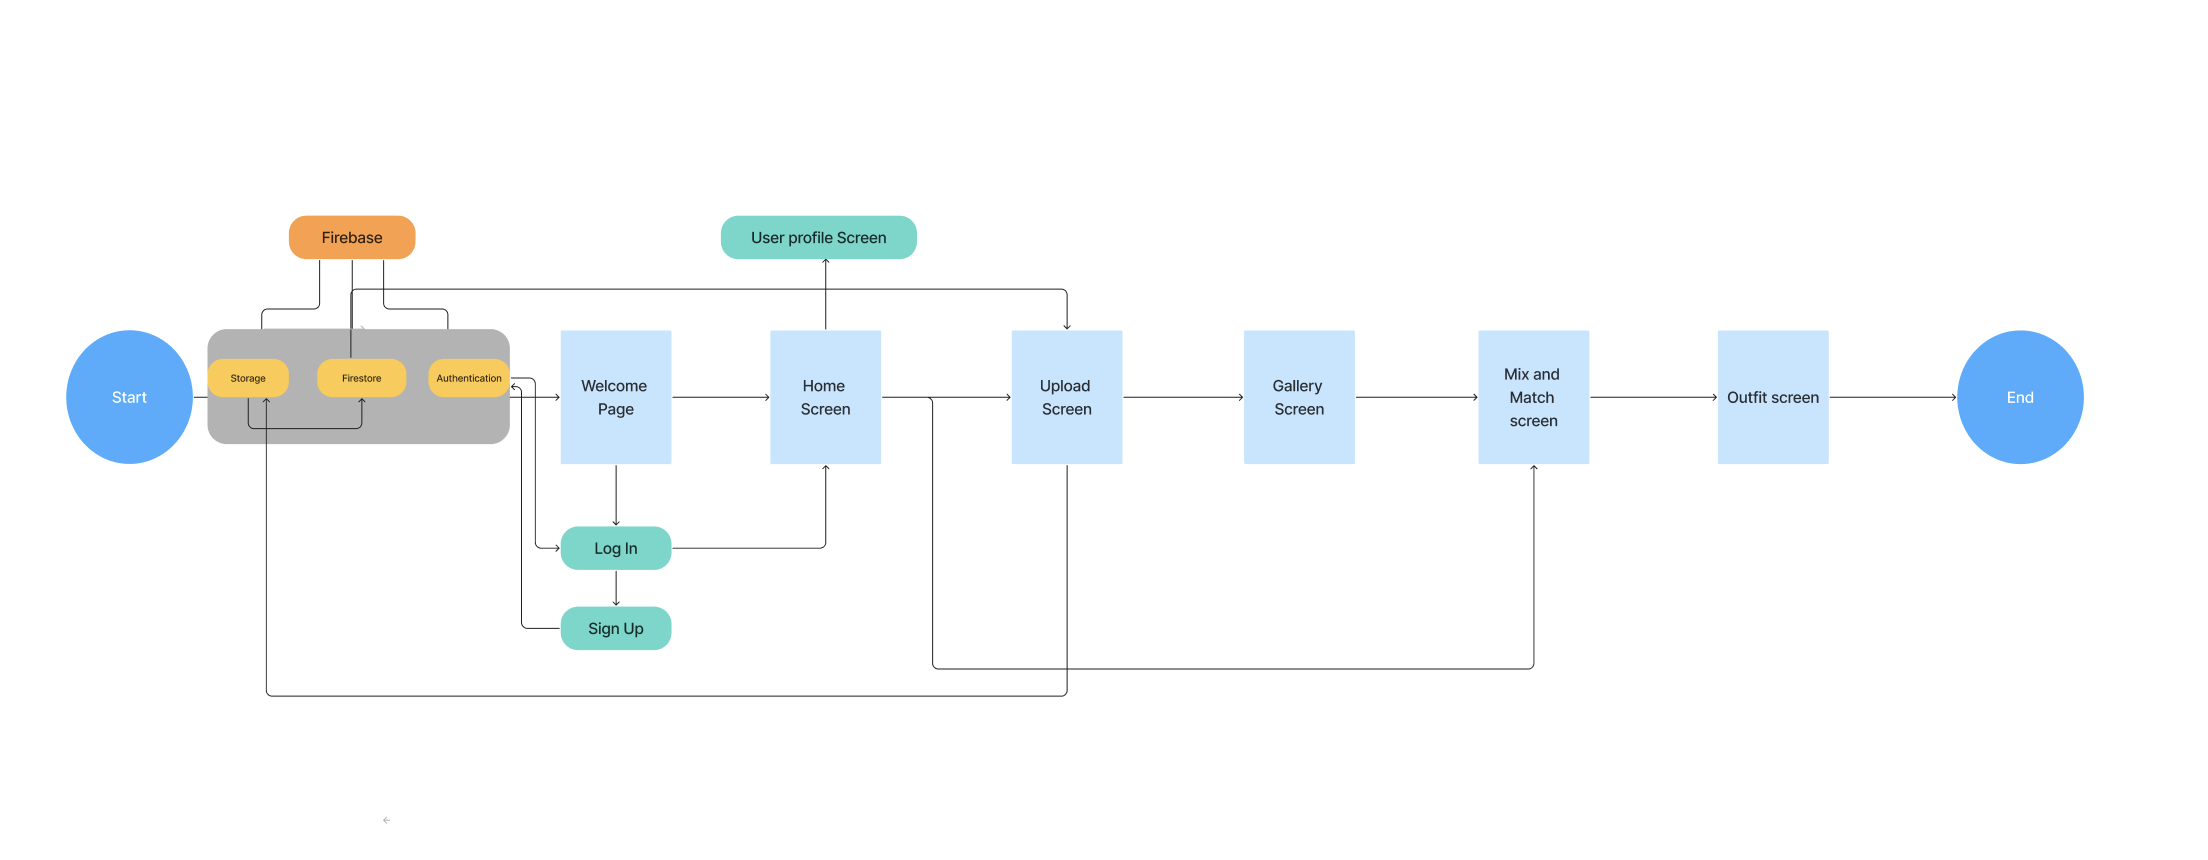 Firebase
User profile Screen
Start
Storage
Firestore
Authentication
Welcome
Page
Home
Screen
Upload
Screen
Gallery
Screen
Mix and
Match
screen
Outfit screen
End
Log In
Sign Up